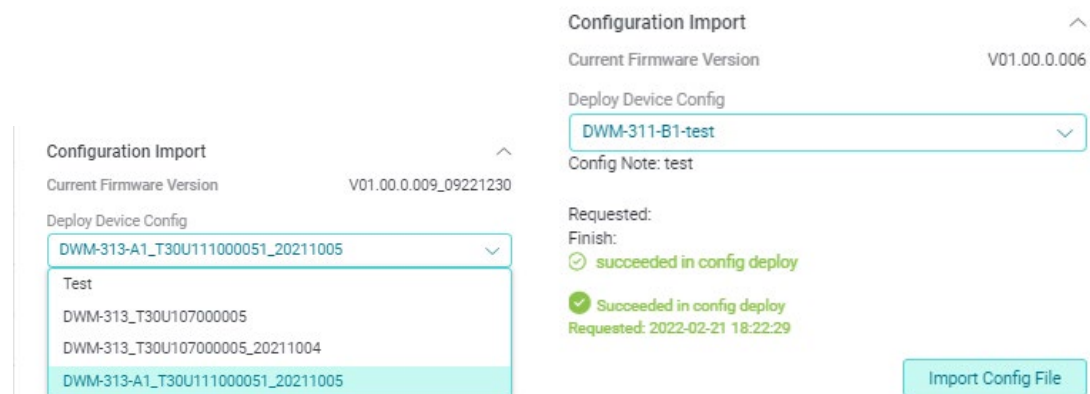 Configuration Import
Current Firmware Version V01.00.0.009_09221230
Deploy Device Config
DWM-313-A1_T30U111000051_20211005
Test
DWM-313_T30U107000005
DWM-313_T30U107000005_20211004
DWM-313-A1_T30U111000051_20211005
Configuration Import
Current Firmware Version V01.00.0.006
Deploy Device Config
DWM-311-B1-test
Config Note: test
Requested:
Finish:
succeeded in config deploy
Succeeded in config deploy
Requested: 2022-02-21 18:22:29
Import Config File